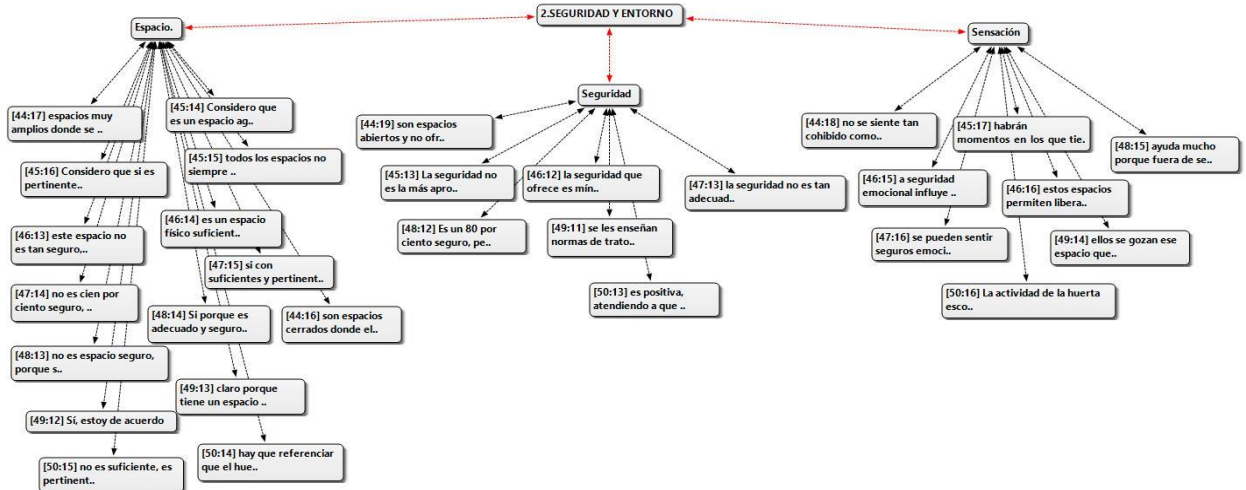 2.SEGURIDAD Y ENTORNO
Espacio.
[44:17] espacios muy
amplios donde se ..
[45:14] Considero que
es un espacio ag..
[45:15] todos los espacios no
siempre ..
[45:16] Considero que si es
pertinente..
[46:14] es un espacio
físico suficient..
[46:13] este espacio no
es tan seguro,..
[47:15] si con
suficientes y pertinent..
[47:14] no es cien por
ciento seguro, ..
[48:14] Si porque es
adecuado y seguro..
[44:16] son espacios
cerrados donde el..
[48:13] no es espacio seguro,
porque s..
[49:13] claro porque
tiene un espacio ..
[49:12] Sí, estoy de acuerdo
[50:14] hay que referenciar
que el hue..
[50:15] no es suficiente, es
pertinent..
Seguridad
[44:19] son espacios
abiertos y no ofr..
[45:13] La seguridad no
es la más apro..
[46:12] la seguridad que
ofrece es mín..
[47:13] la seguridad no es tan
adecuad..
[48:12] Es un 80 por
ciento seguro, pe..
[49:11] se les enseñan
normas de trato..
[50:13] es positiva,
atendiendo a que ..
Sensación
[44:18] no se siente tan
cohibido como..
[45:17] habrán
momentos en los que tie.
[48:15] ayuda mucho
porque fuera de se..
[46:15] a seguridad
emocional influye ..
[46:16] estos espacios
permiten libera..
[47:16] se pueden sentir
seguros emoci..
[49:14] ellos se gozan ese
espacio que..
[50:16] La actividad de la huerta
esco..